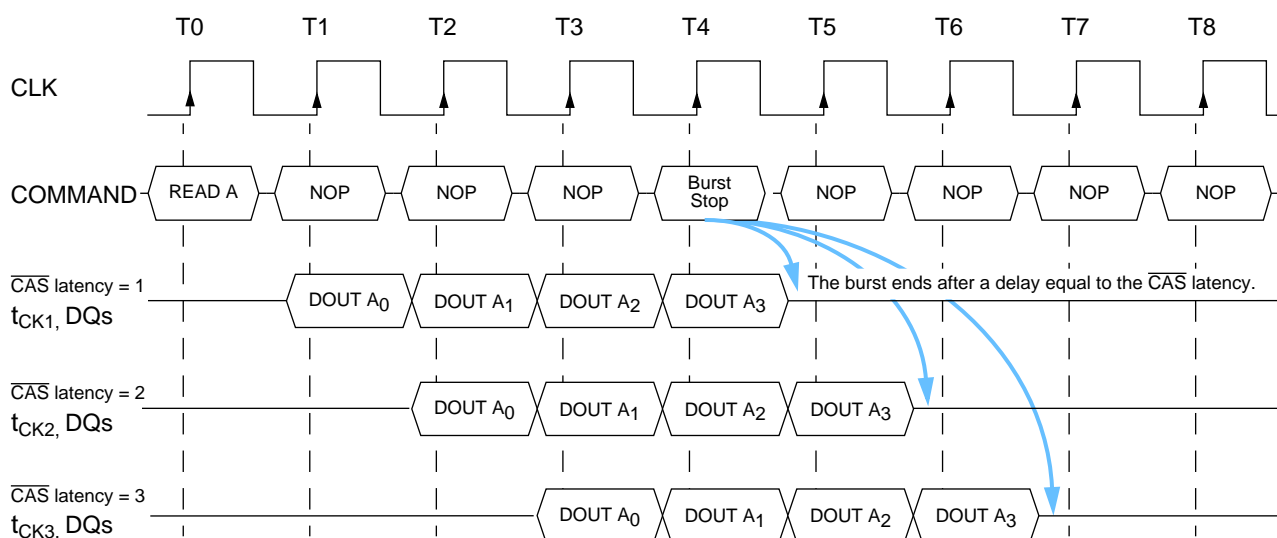 T0 T1 T2 T3 T4 T5 T6 T7 T8
CLK
COMMAND READ A NOP NOP NOP Burst Stop NOP NOP NOP NOP
CAS latency = 1
The burst ends after a delay equal to the CAS latency.
tCK1, DQs DOUT A0 DOUT A1 DOUT A2 DOUT A3
CAS latency = 2
tCK2, DQs DOUT A0 DOUT A1 DOUT A2 DOUT A3
CAS latency = 3
tCK3, DQs DOUT A0 DOUT A1 DOUT A2 DOUT A3